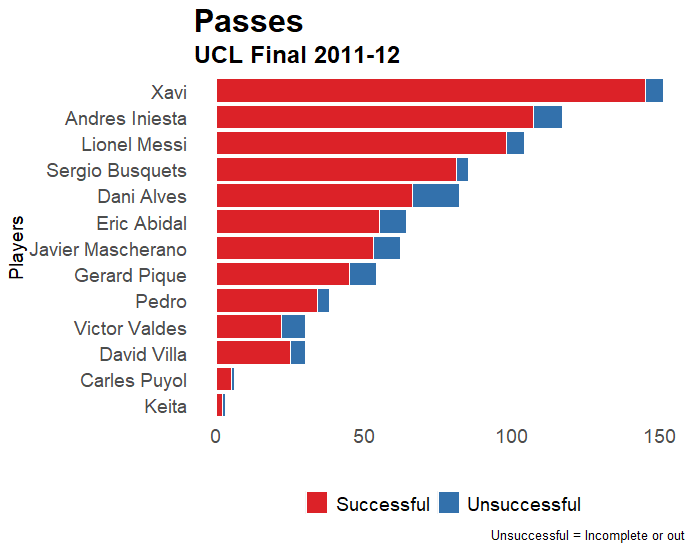 Passes
UCL Final 2011-12
Players
Xavi
Andres Iniesta
Lionel Messi
Sergio Busquets
Dani Alves
Eric Abidal
Javier Mascherano
Gerard Pique
Pedro
Victor Valdes
David Villa
Carles Puyol
Keita
0 50 100 150
Successful Unsuccessful
Unsuccessful = Incomplete or out